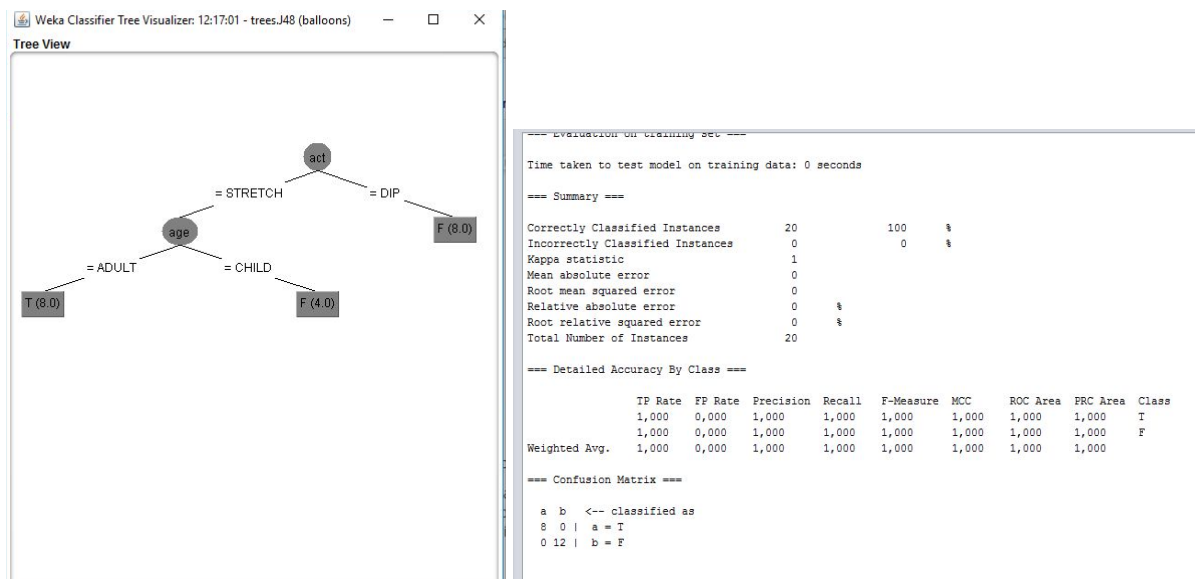 Weka Classifier Tree Visualizer: 12:17:01 - trees.J48 (balloons)
Tree View
act
= STRETCH = DIP
age F (8.0)
= ADULT = CHILD
T (8.0) F (4.0)
=== Evaluation on training set ===
Time taken to test model on training data: 0 seconds
=== Summary ===
Correctly Classified Instances 20 100 %
Incorrectly Classified Instances 0 0 %
Kappa statistic 1
Mean absolute error 0
Root mean squared error 0
Relative absolute error 0 %
Root relative squared error 0 %
Total Number of Instances 20
=== Detailed Accuracy By Class ===
TP Rate FP Rate Precision Recall F-Measure MCC ROC Area PRC Area Class
1,000 0,000 1,000 1,000 1,000 1,000 1,000 1,000 T
1,000 0,000 1,000 1,000 1,000 1,000 1,000 1,000 F
Weighted Avg. 1,000 0,000 1,000 1,000 1,000 1,000 1,000 1,000
=== Confusion Matrix ===
a b <-- classified as
8 0 | a = T
0 12 | b = F